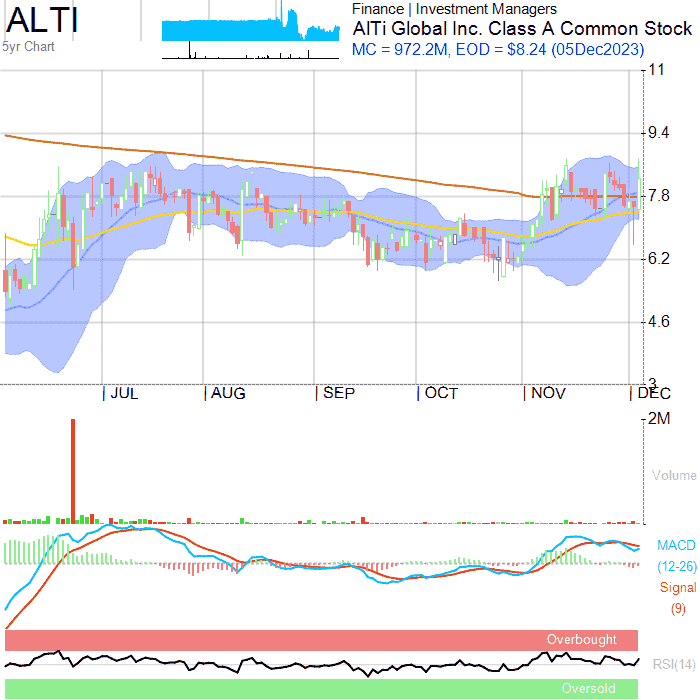 ALTI
5yr Chart
Finance | Investment Managers
AlTi Global Inc. Class A Common Stock
MC = 972.2M, EOD = $8.24 (05Dec2023)
11
9.4
7.8
6.2
4.6
3
JUL AUG SEP OCT NOV DEC
2M
Volume
MACD
(12-26)
Signal
(9)
Overbought
RSI(14)
Oversold